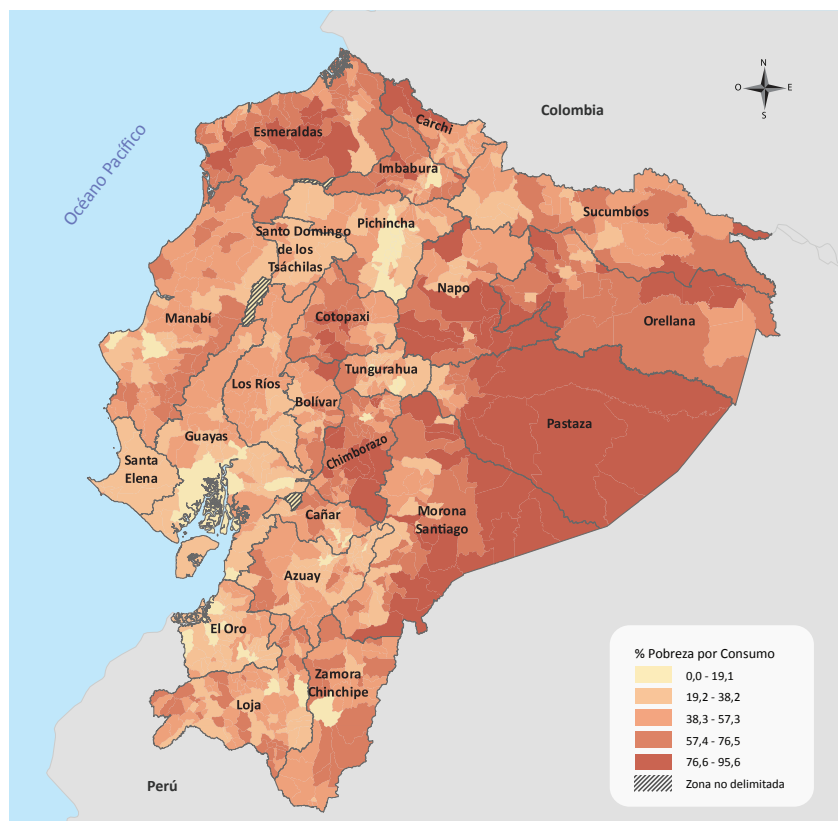 N
O
E
S
Colombia
Océano Pacífico
Esmeraldas
Carchi
Imbabura
Sucumbíos
Pichincha
Santo Domingo
de los
Tsáchilas
Napo
Manabí
Cotopaxi
Orellana
Los Ríos
Tungurahua
Bolívar
Pastaza
Guayas
Chimborazo
Santa
Elena
Cañar
Morona
Santiago
Azuay
El Oro
Zamora
Chinchipe
Loja
Perú
% Pobreza por Consumo
0,0 - 19,1
19,2 - 38,2
38,3 - 57,3
57,4 - 76,5
76,6 - 95,6
Zona no delimitada